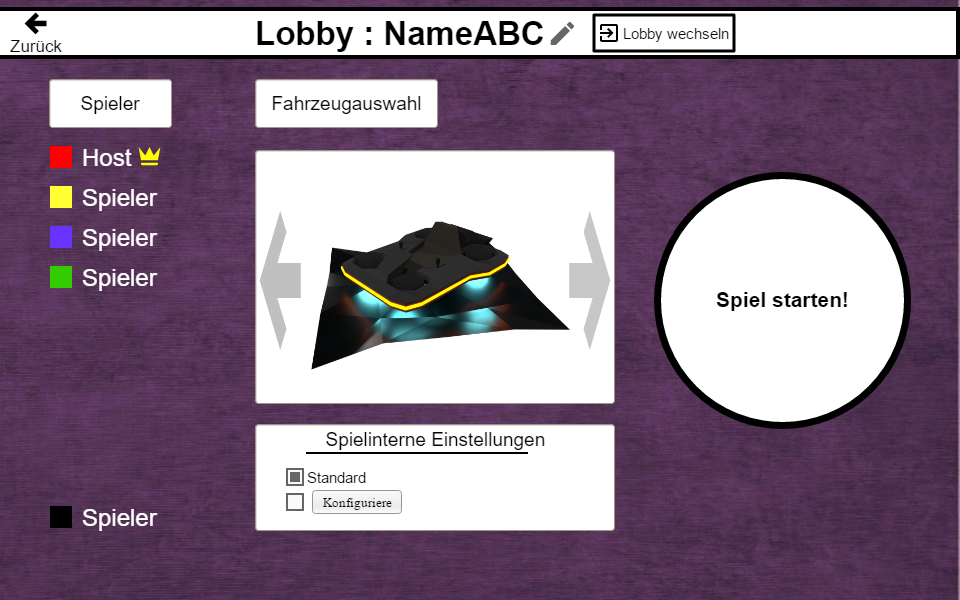 Zurück
Lobby : NameABC
Lobby wechseln
Spieler
Fahrzeugauswahl
Host
Spieler
Spieler
Spieler
Spiel starten!
Spielinterne Einstellungen
Standard
Konfiguriere
Spieler